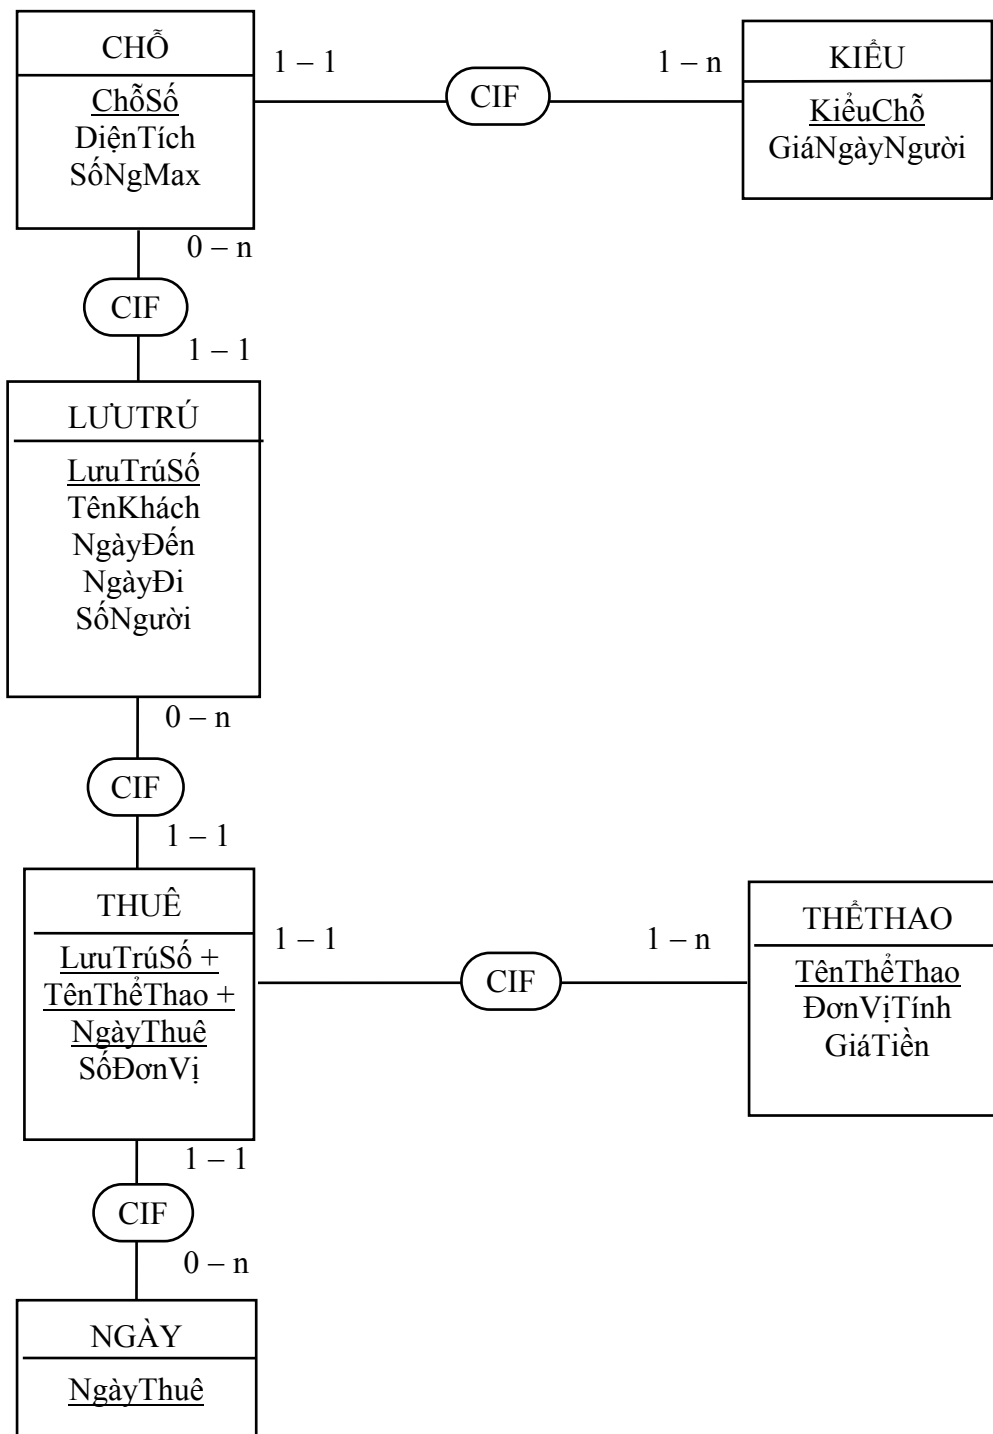 CHỖ
ChỗSố
DiệnTích
SốNgMax
1 – 1
CIF
1 – n
KIỂU
KiểuChỗ
GiáNgàyNgười
0 – n
CIF
1 – 1
LƯUTRÚ
LưuTrúSố
TênKhách
NgàyĐến
NgàyĐi
SốNgười
0 – n
CIF
1 – 1
THUÊ
LưuTrúSố +
TênThểThao +
NgàyThuê
SốĐơnVị
1 – 1
CIF
1 – n
THỂTHAO
TênThểThao
ĐơnVịTính
GiáTiền
1 – 1
CIF
0 – n
NGÀY
NgàyThuê